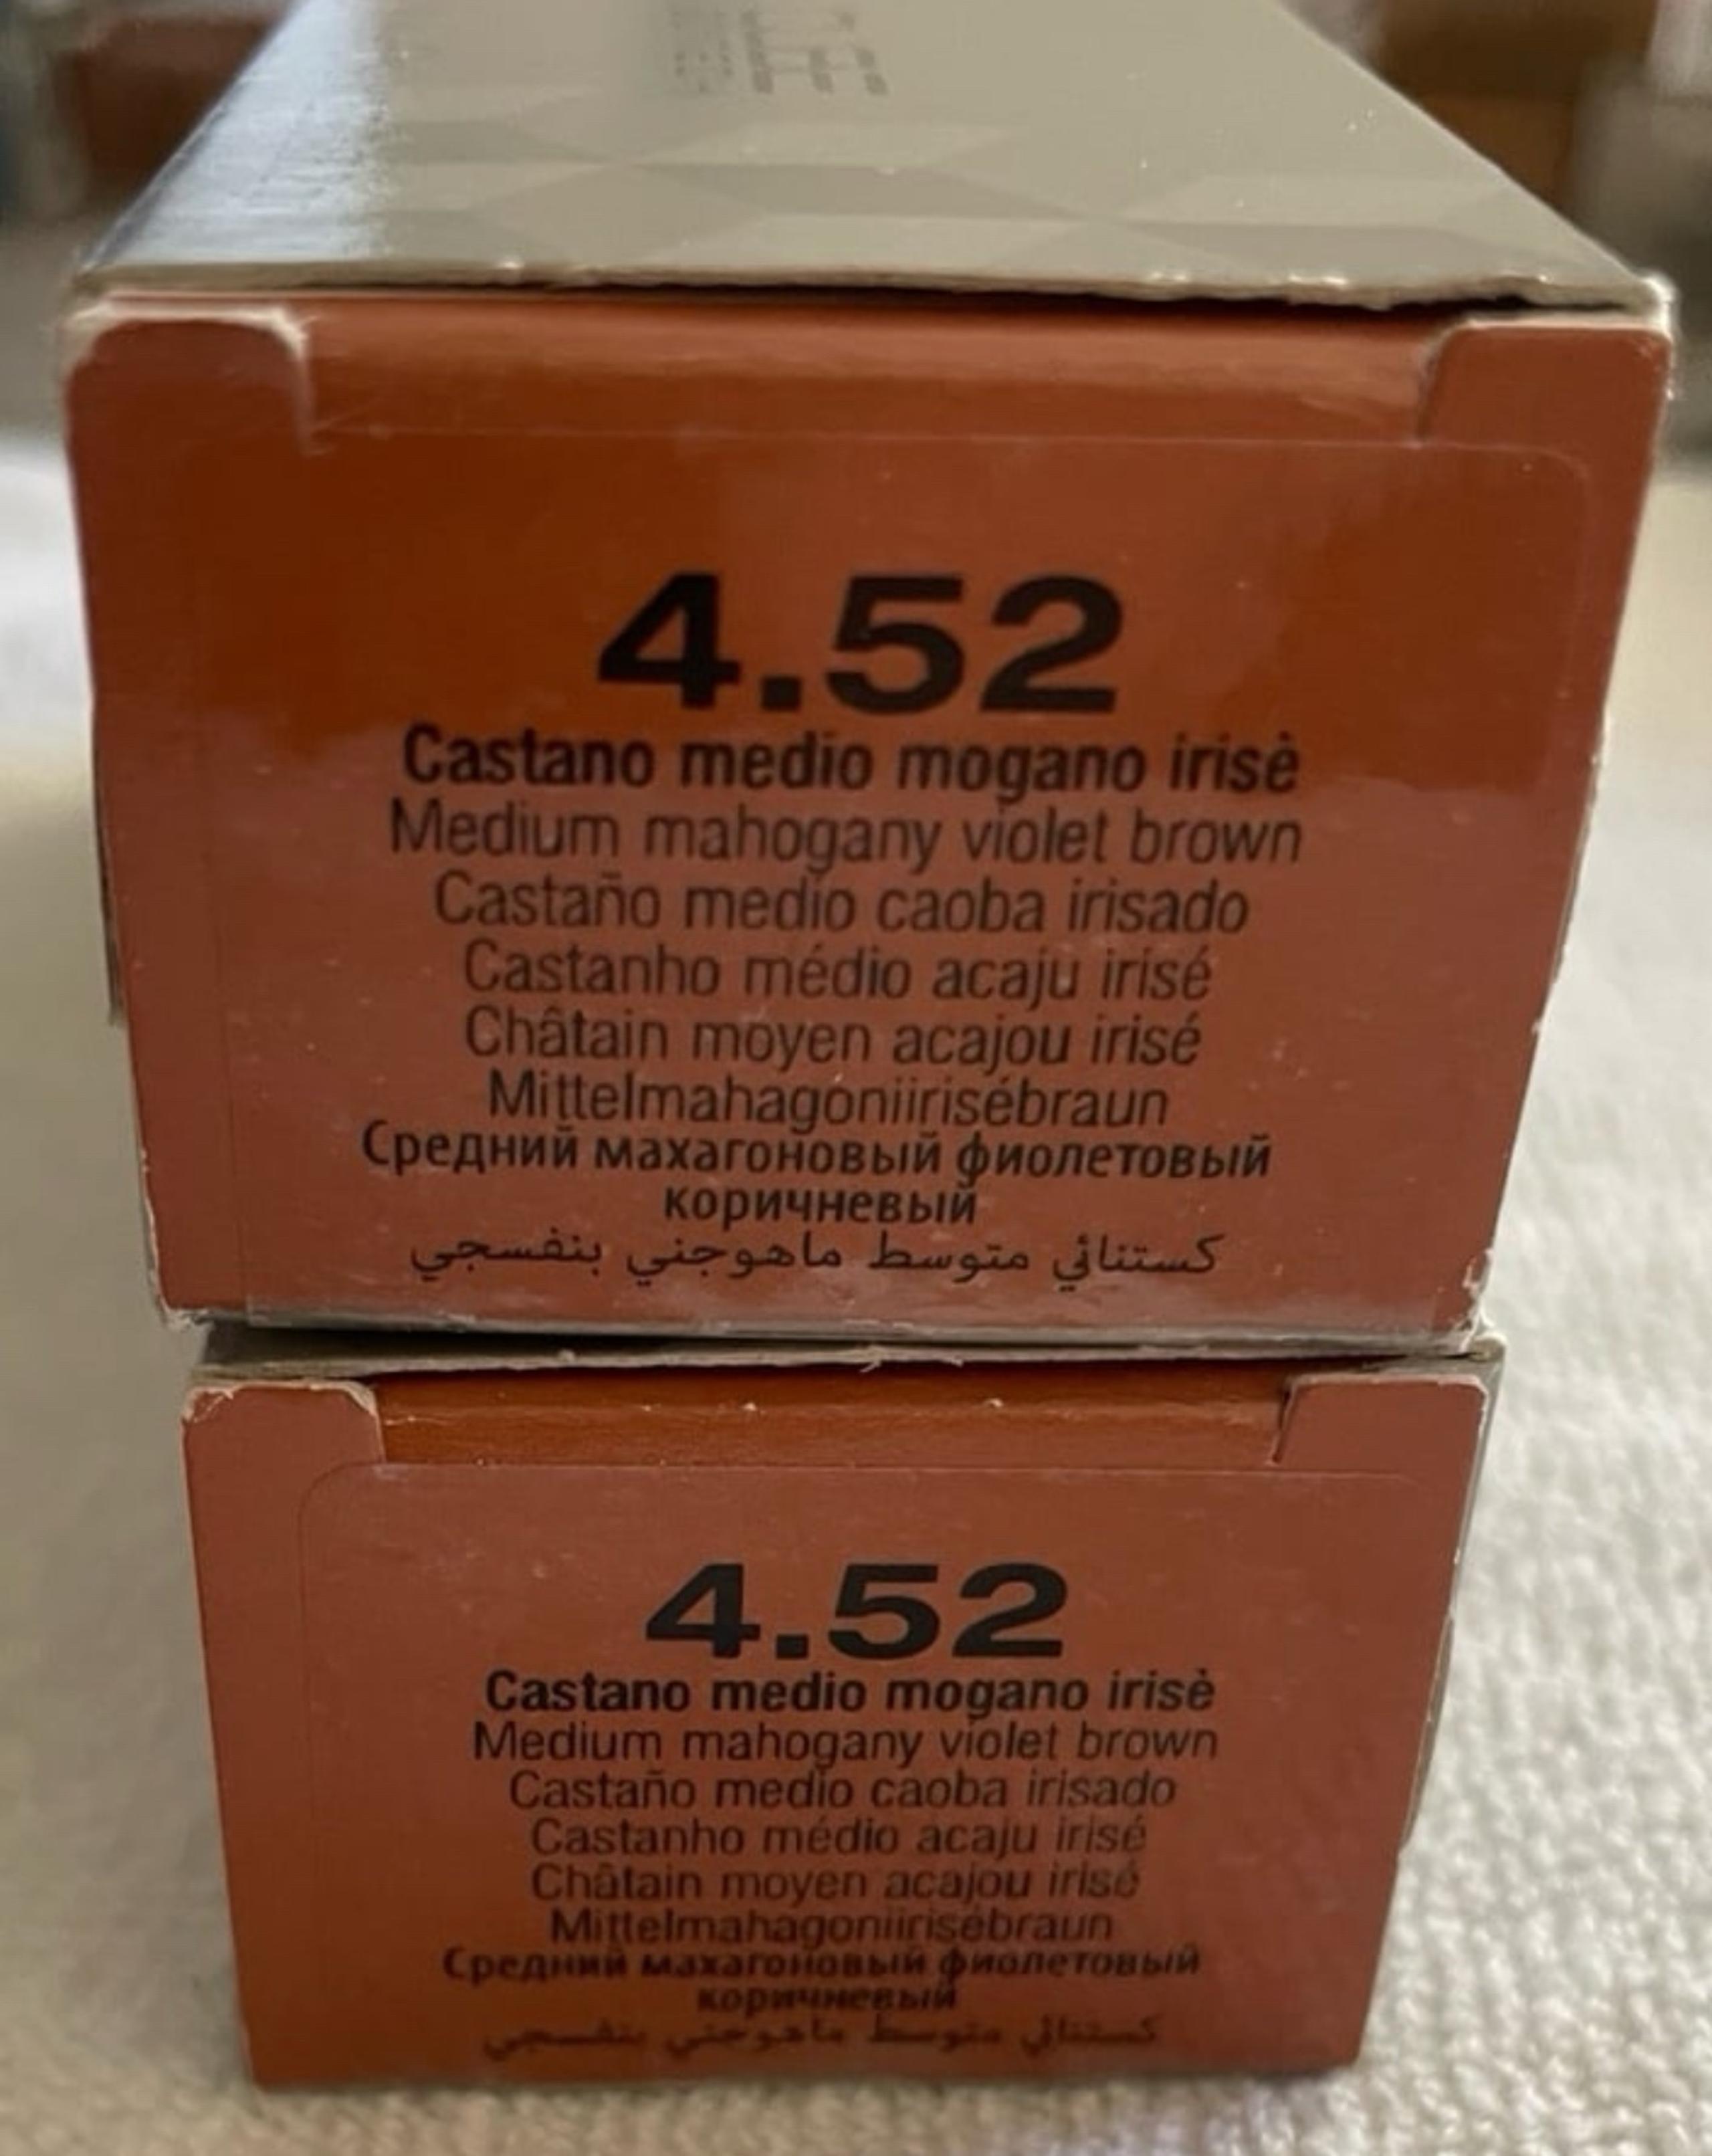 4.52
Castano medio mogano irisè
Medium mahogany violet brown
Castaño medio caoba irisado
Castanho médio acaju irisé
Châtain moyen acajou irisé
Mittelmahagoniirisébraun
Средний махагоновый фиолетовый
коричневый
كستنائي متوسط ماهوجني بنفسجي
4.52
Castano medio mogano irisè
Medium mahogany violet brown
Castaño medio caoba irisado
Castanho médio acaju irisé
Châtain moyen acajou irisé
Mittelmahagoniirisébraun
Средний махагоновый фиолетовый
коричневый
كستنائي متوسط ماهوجني بنفسجي